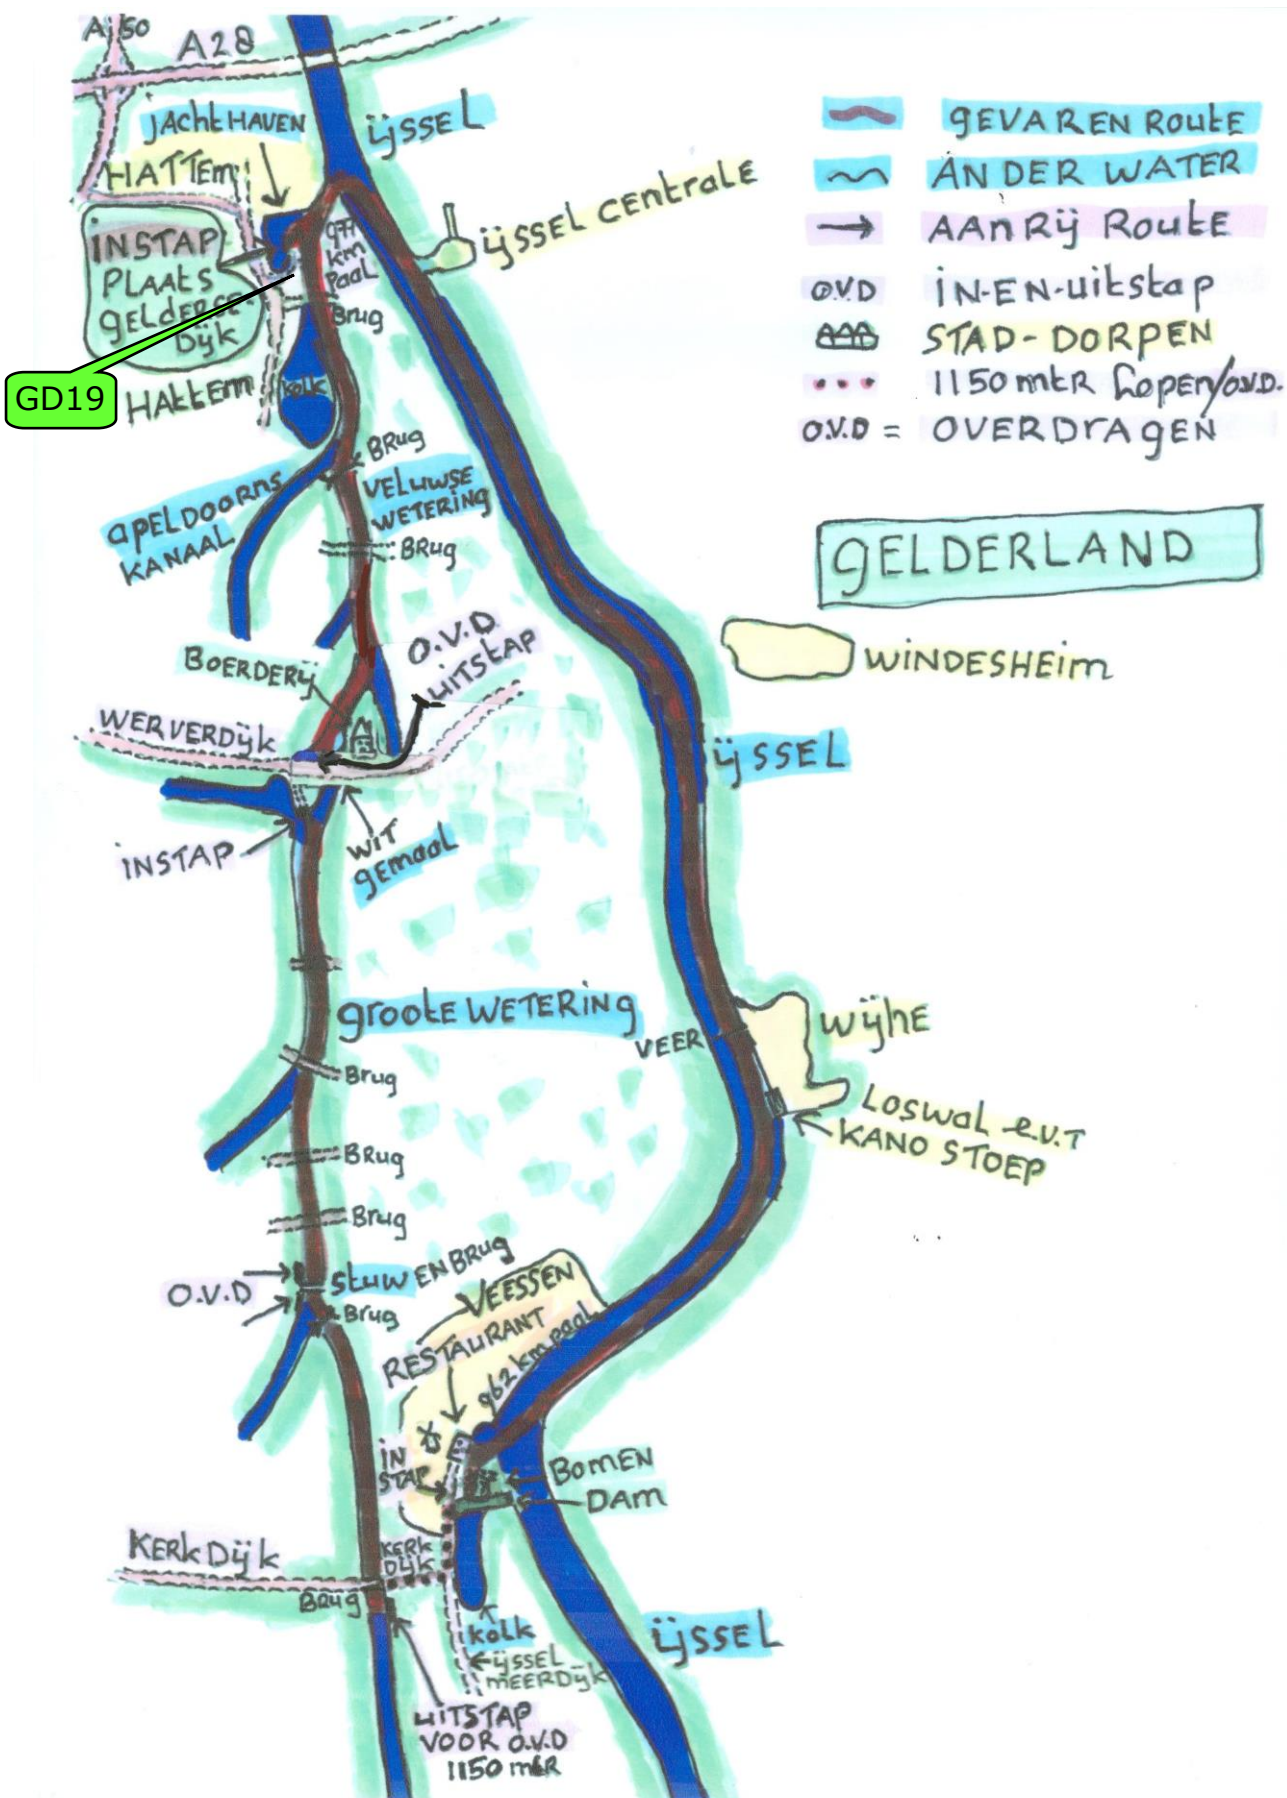 A50
A28
jACHtHAVEN
ijssel
HATTEM
iNSTAP
PLAATS
gELDERSE-
Dijk
977
km
Paal
ijssel centrale
Brug
GD19
HAttEm
kolk
gEVAREN RoutE
ANDER WATER
AAnRij RoutE
O.V.D iN-EN-uitstap
STAD-DORPEN
1150 mtR Lopen/O.V.D.
O.V.D = OVERDrAgEN
gELDERLAND
BRug
apELDOORns
KANAAL
VELuWSE
WETERiNg
BRug
WiNDESHEim
O.V.D
uitstAP
BoERDERij
WERVERDijk
ijSSEL
iNSTAP
WiT
gEmaal
grootE WETERing
VEER
WijhE
Brug
Loswal e.v.T
KANO STOEP
BRug
Brug
O.V.D
stuw EN BRug
Brug
VEESSEN
RESTAURANT
962 km paal
iN
STAP
BomEN
DAm
KERk Dijk
KERK
Dijk
BRug
kolk
ijssEL
mEERDijk
ijssEL
uiTSTAP
VOOR O.V.D
1150 mtR